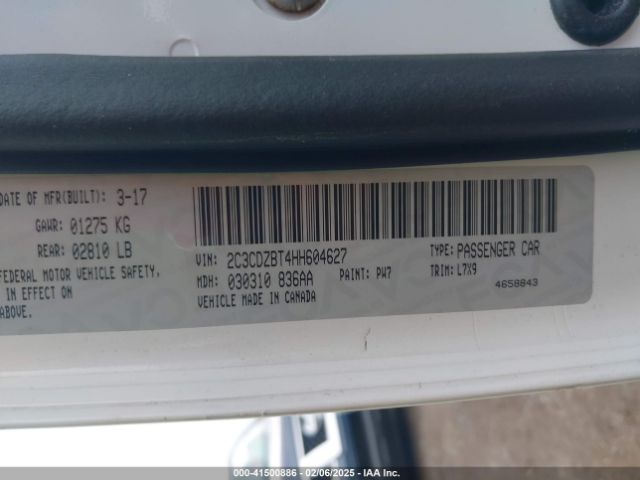 DATE OF MFR(BUILT): 3-17
GAWR: 01275 KG
REAR: 02810 LB
FEDERAL MOTOR VEHICLE SAFETY,
IN EFFECT ON
ABOVE.
VIN: 2C3CDZBT4HH604627
TYPE: PASSENGER CAR
MDH: 030310 836AA
PAINT: PW7
TRIM: L7X9
VEHICLE MADE IN CANADA
4658843
000-41500886 - 02/06/2025 - IAA Inc.